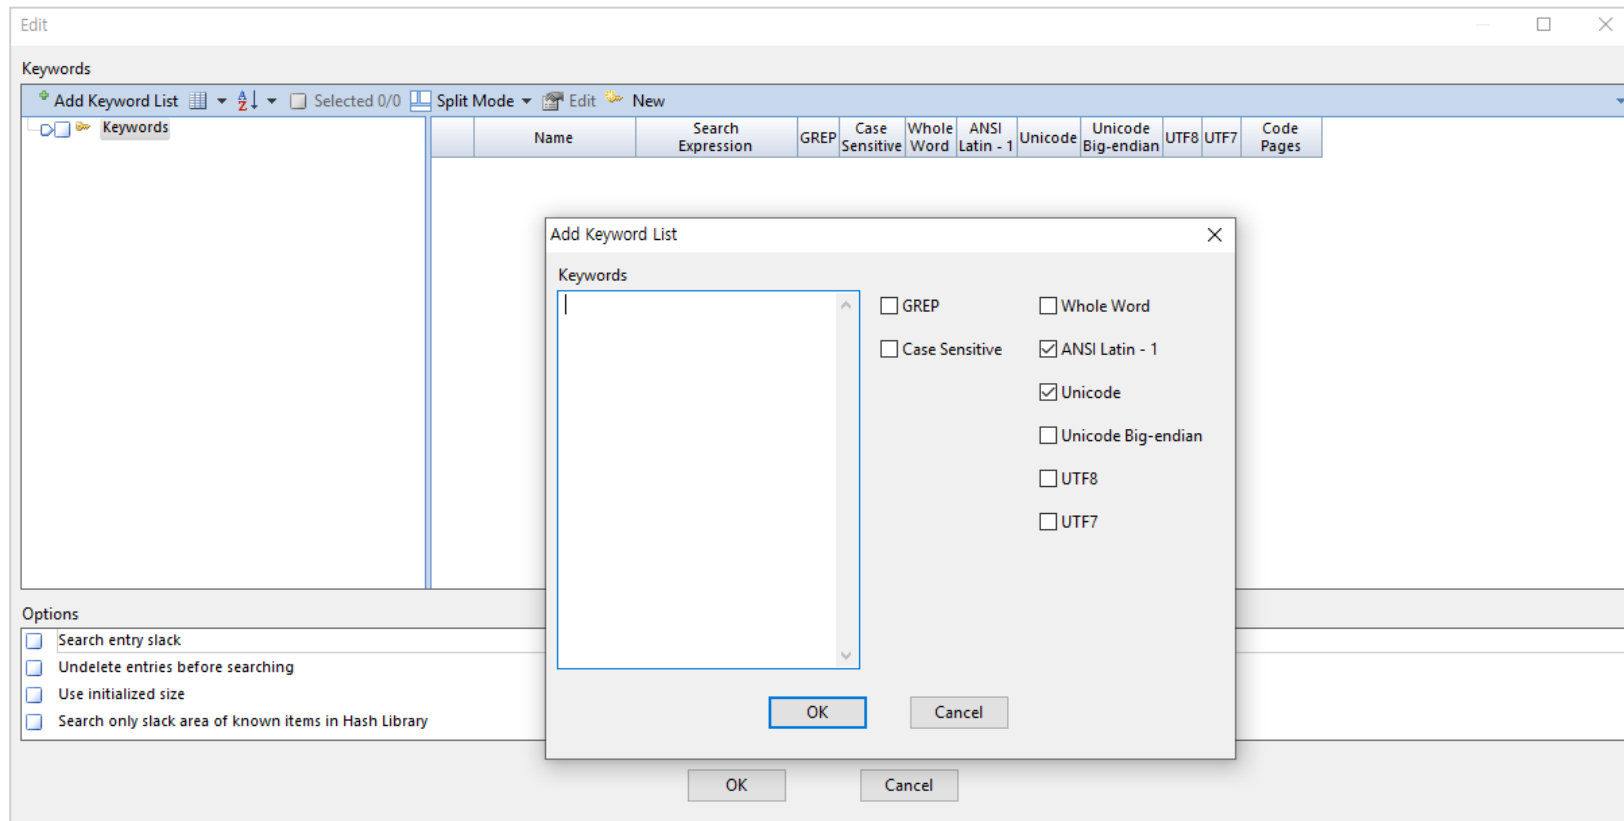 Edit
Keywords
Add Keyword List Selected 0/0 Split Mode Edit New
Keywords
Name
Search
Expression
GREP
Case
Sensitive
Whole
Word
ANSI
Latin - 1
Unicode
Unicode
Big-endian
UTF8
UTF7
Code
Pages
Add Keyword List
Keywords
GREP
Whole Word
Case Sensitive
ANSI Latin - 1
Unicode
Unicode Big-endian
UTF8
UTF7
OK
Cancel
Options
Search entry slack
Undelete entries before searching
Use initialized size
Search only slack area of known items in Hash Library
OK
Cancel